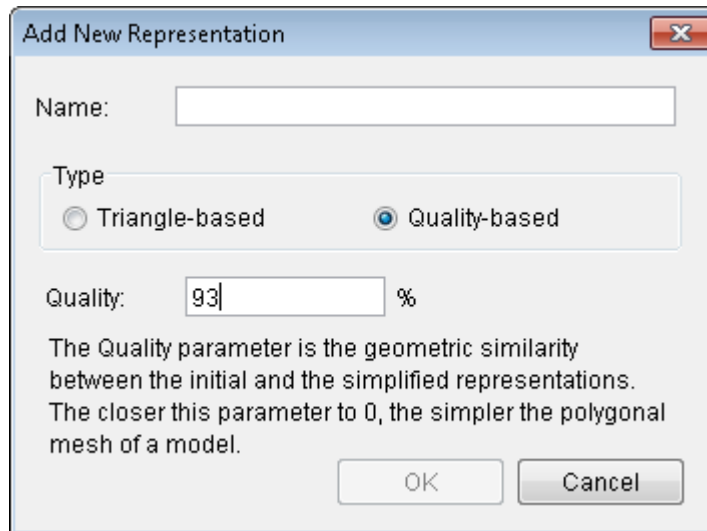 Add New Representation
Name:
Type
Triangle-based
Quality-based
Quality: 93 %
The Quality parameter is the geometric similarity
between the initial and the simplified representations.
The closer this parameter to 0, the simpler the polygonal
mesh of a model.
OK
Cancel